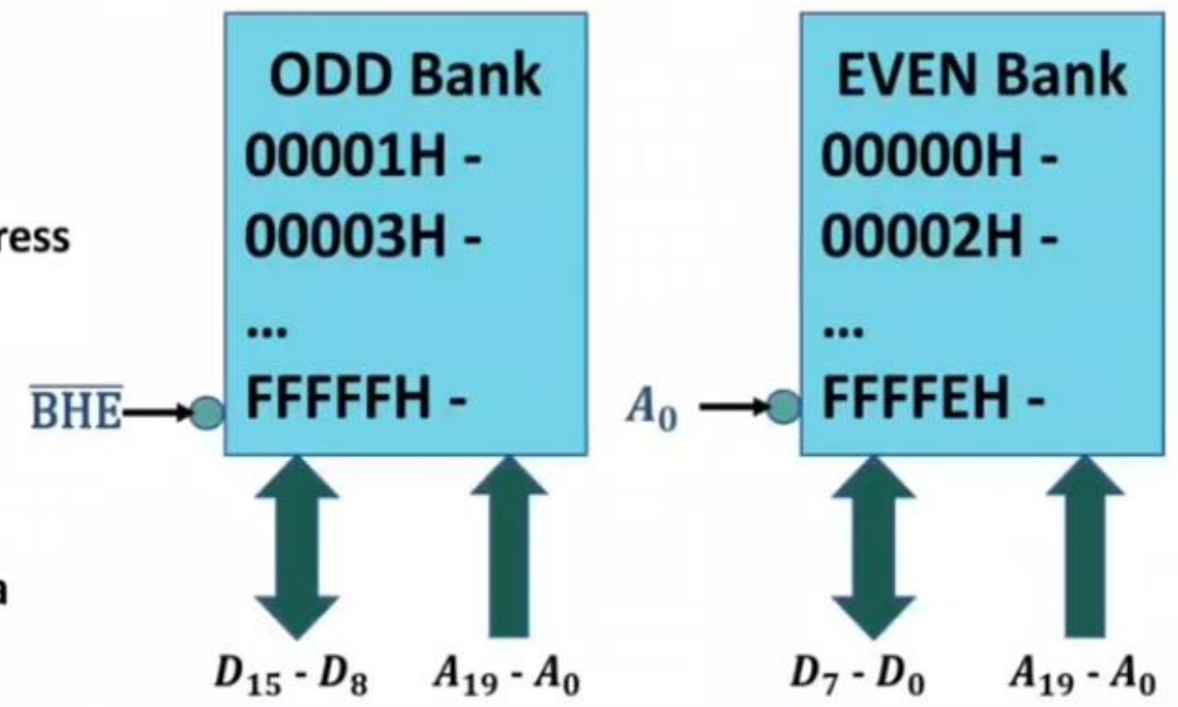 ODD Bank
00001H -
00003H -
...
FFFFFH -
EVEN Bank
00000H -
00002H -
...
FFFFEH -
ress
B̅H̅E̅
A₀
a
D₁₅ - D₈
A₁₉ - A₀
D₇ - D₀
A₁₉ - A₀